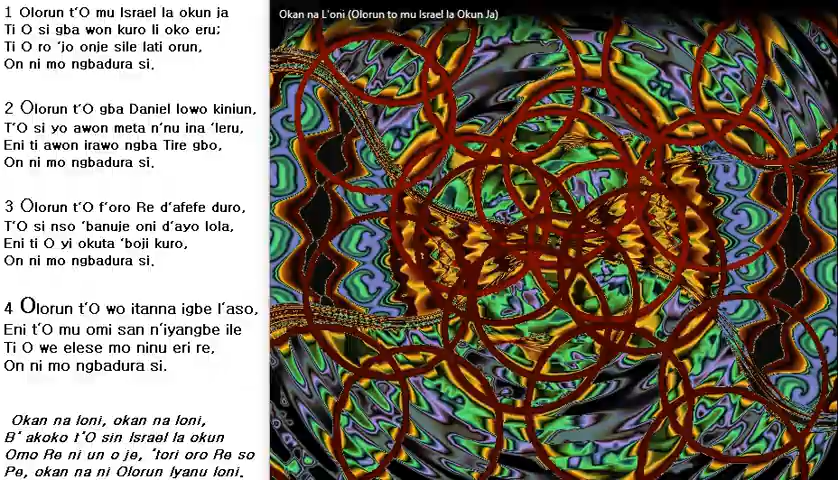 1 Olorun t'O mu Israel la okun ja
Ti O si gba won kuro li oko eru;
Ti O ro 'jo onje sile lati orun,
On ni mo ngbadura si.
2 Olorun t'O gba Daniel lowo kiniun,
T'O si yo awon meta n'nu ina 'leru,
Eni ti awon irawo ngba Tire gbo,
On ni mo ngbadura si.
3 Olorun t'O f'oro Re d'afefe duro,
T'O si nso 'banuje oni d'ayo lola,
Eni ti O yi okuta 'boji kuro,
On ni mo ngbadura si.
4 Olorun t'O wo itanna igbe l'aso,
Eni t'O mu omi san n'iyangbe ile
Ti O we elese mo ninu eri re,
On ni mo ngbadura si.
Okan na loni, okan na loni,
B' akoko t'O sin Israel la okun
Omo Re ni un o je, 'tori oro Re so
Pe, okan na ni Olorun Iyanu loni.
Okan na L'oni (Olorun to mu Israel la Okun Ja)